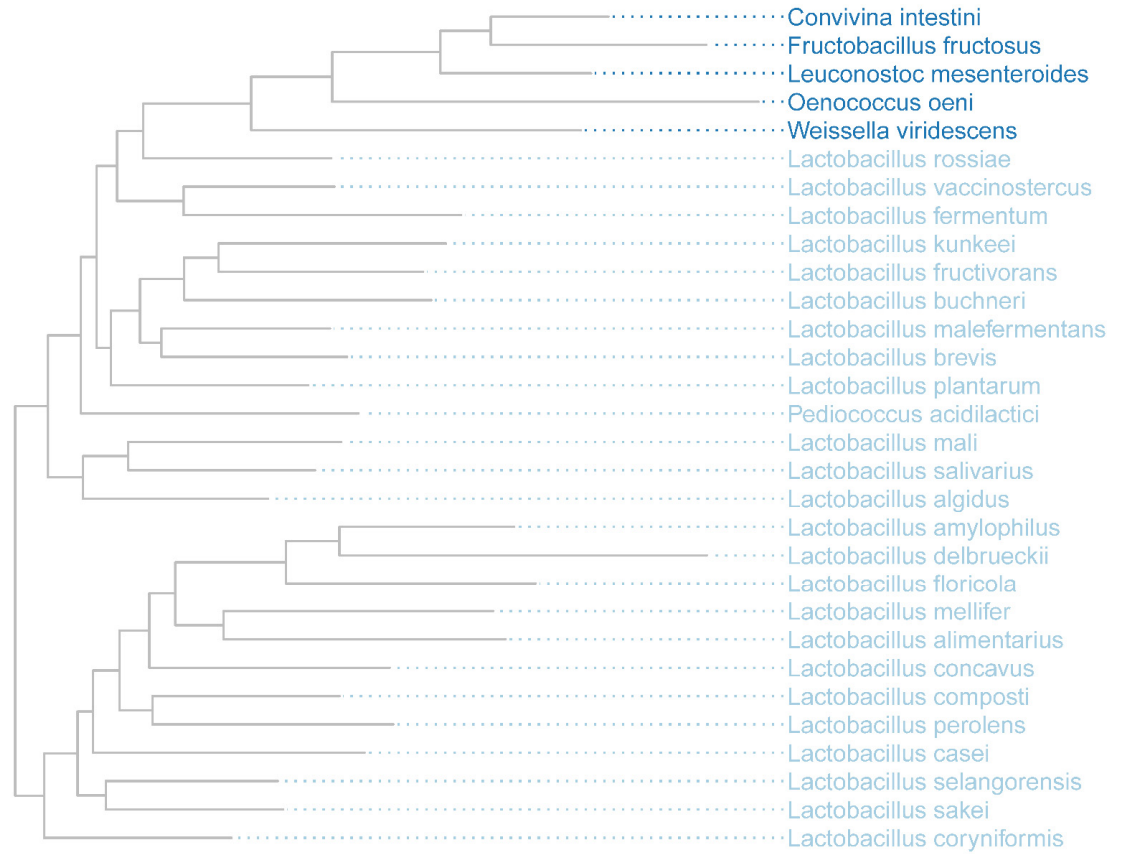 Convivina intestini
Fructobacillus fructosus
Leuconostoc mesenteroides
Oenococcus oeni
Weissella viridescens
Lactobacillus rossiae
Lactobacillus vaccinostercus
Lactobacillus fermentum
Lactobacillus kunkeei
Lactobacillus fructivorans
Lactobacillus buchneri
Lactobacillus malefermentans
Lactobacillus brevis
Lactobacillus plantarum
Pediococcus acidilactici
Lactobacillus mali
Lactobacillus salivarius
Lactobacillus algidus
Lactobacillus amylophilus
Lactobacillus delbrueckii
Lactobacillus floricola
Lactobacillus mellifer
Lactobacillus alimentarius
Lactobacillus concavus
Lactobacillus composti
Lactobacillus perolens
Lactobacillus casei
Lactobacillus selangorensis
Lactobacillus sakei
Lactobacillus coryniformis